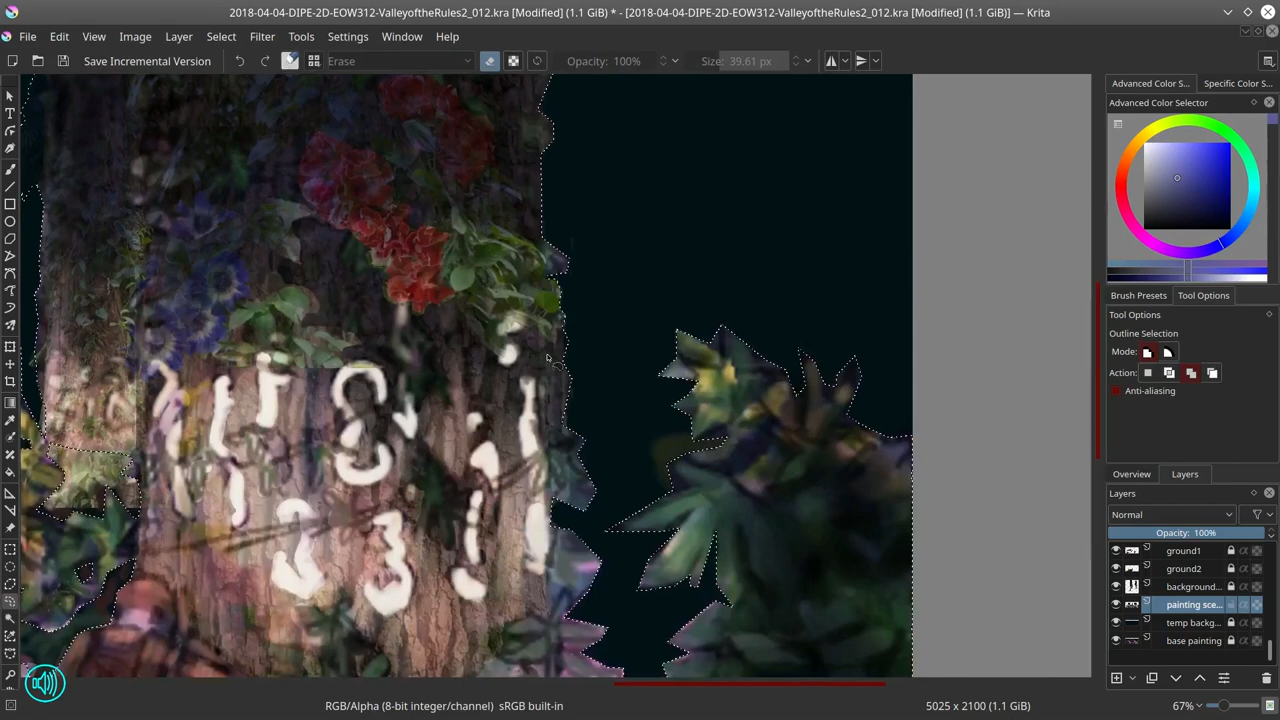 2018-04-04-DIPE-2D-EOW312-ValleyoftheRules2_012.kra [Modified] (1.1 GiB) * - [2018-04-04-DIPE-2D-EOW312-ValleyoftheRules2_012.kra [Modified] (1.1 GiB)] — Krita
File Edit View Image Layer Select Filter Tools Settings Window Help
Save Incremental Version Erase Opacity: 100% Size: 39.61 px
Advanced Color S... Specific Color S...
Advanced Color Selector
Brush Presets Tool Options
Tool Options
Outline Selection
Mode:
Action:
Anti-aliasing
Overview Layers
Layers
Normal
Opacity: 100%
ground1
ground2
background...
painting sce...
temp backg...
base painting
RGB/Alpha (8-bit integer/channel) sRGB built-in 5025 x 2100 (1.1 GiB) 67%